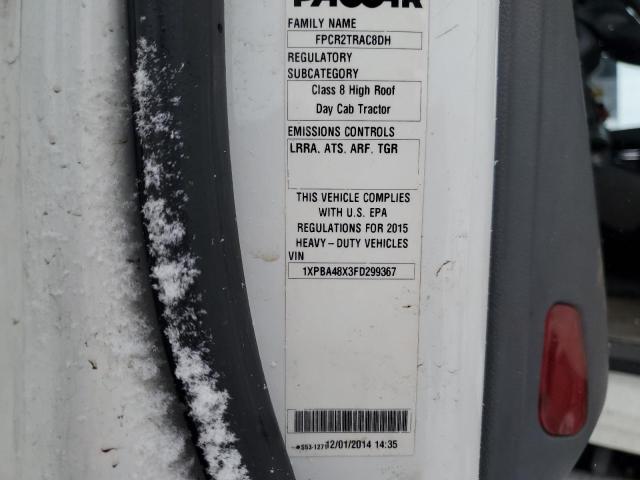 PACCAR
FAMILY NAME
FPCR2TRAC8DH
REGULATORY
SUBCATEGORY
Class 8 High Roof
Day Cab Tractor
EMISSIONS CONTROLS
LRRA. ATS. ARF. TGR
THIS VEHICLE COMPLIES
WITH U.S. EPA
REGULATIONS FOR 2015
HEAVY-DUTY VEHICLES
VIN
1XPBA48X3FD299367
12/01/2014 14:35